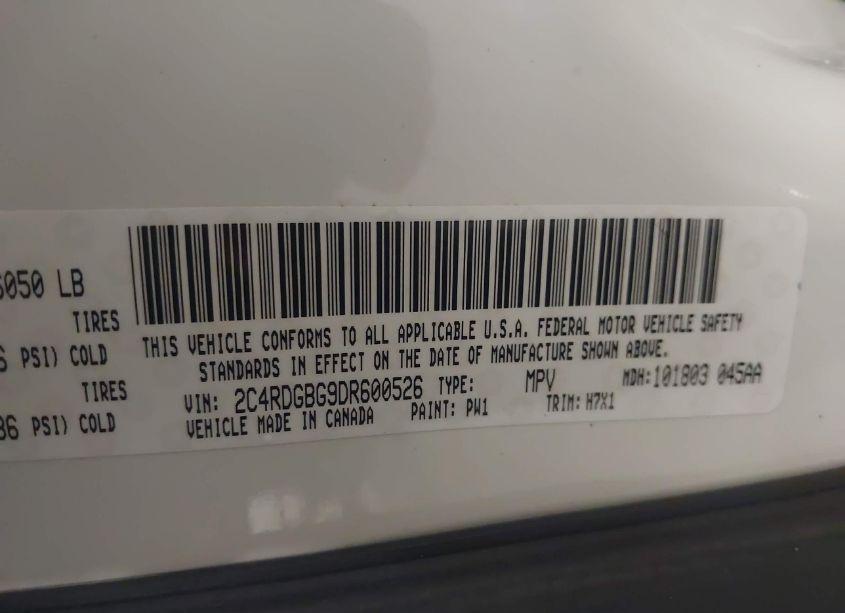 6050 LB
TIRES
PSI) COLD
TIRES
36 PSI) COLD
THIS VEHICLE CONFORMS TO ALL APPLICABLE U.S.A. FEDERAL MOTOR VEHICLE SAFETY
STANDARDS IN EFFECT ON THE DATE OF MANUFACTURE SHOWN ABOVE.
VIN: 2C4RDGBG9DR600526 TYPE: MPV MDH:101803 045AA
VEHICLE MADE IN CANADA PAINT: PW1 TRIM: H7X1